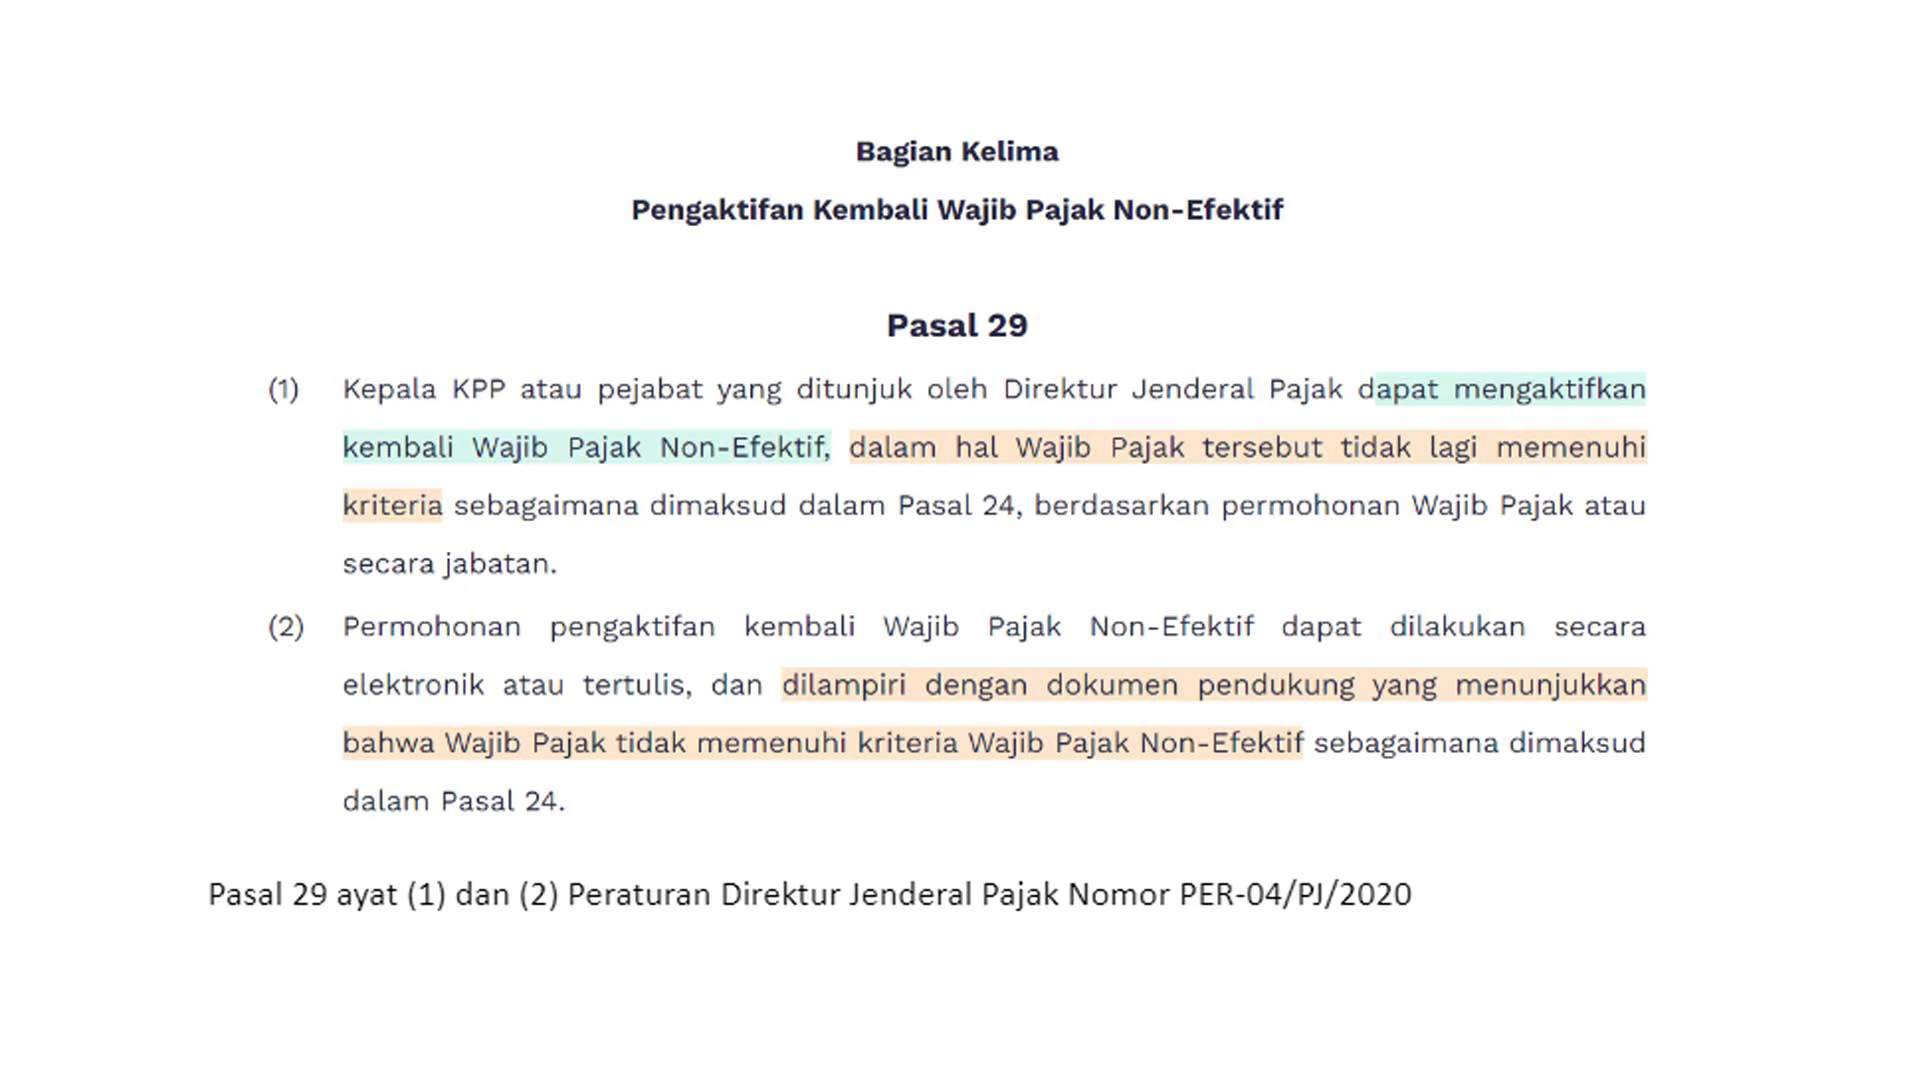 Bagian Kelima
Pengaktifan Kembali Wajib Pajak Non-Efektif
Pasal 29
(1) Kepala KPP atau pejabat yang ditunjuk oleh Direktur Jenderal Pajak dapat mengaktifkan
kembali Wajib Pajak Non-Efektif, dalam hal Wajib Pajak tersebut tidak lagi memenuhi
kriteria sebagaimana dimaksud dalam Pasal 24, berdasarkan permohonan Wajib Pajak atau
secara jabatan.
(2) Permohonan pengaktifan kembali Wajib Pajak Non-Efektif dapat dilakukan secara
elektronik atau tertulis, dan dilampiri dengan dokumen pendukung yang menunjukkan
bahwa Wajib Pajak tidak memenuhi kriteria Wajib Pajak Non-Efektif sebagaimana dimaksud
dalam Pasal 24.
Pasal 29 ayat (1) dan (2) Peraturan Direktur Jenderal Pajak Nomor PER-04/PJ/2020